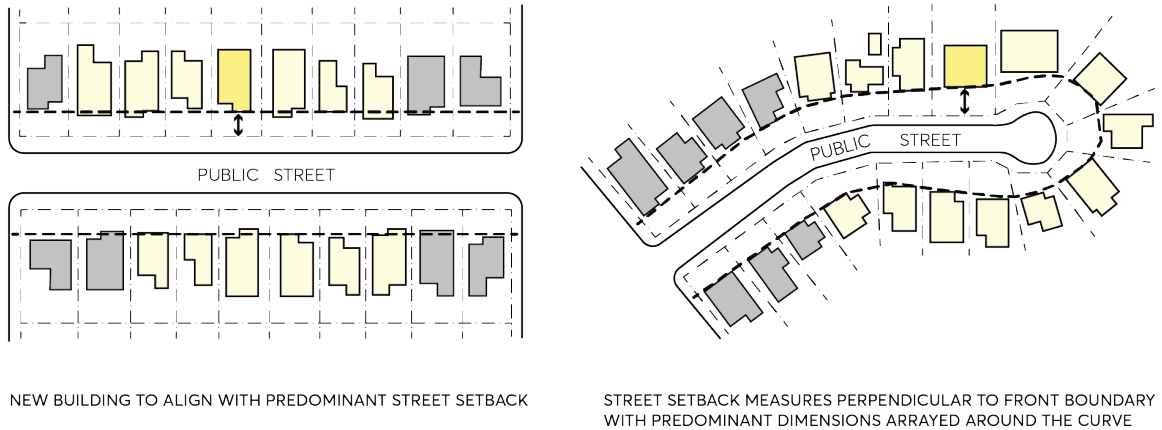 PUBLIC STREET
PUBLIC STREET
NEW BUILDING TO ALIGN WITH PREDOMINANT STREET SETBACK
STREET SETBACK MEASURES PERPENDICULAR TO FRONT BOUNDARY
WITH PREDOMINANT DIMENSIONS ARRAYED AROUND THE CURVE